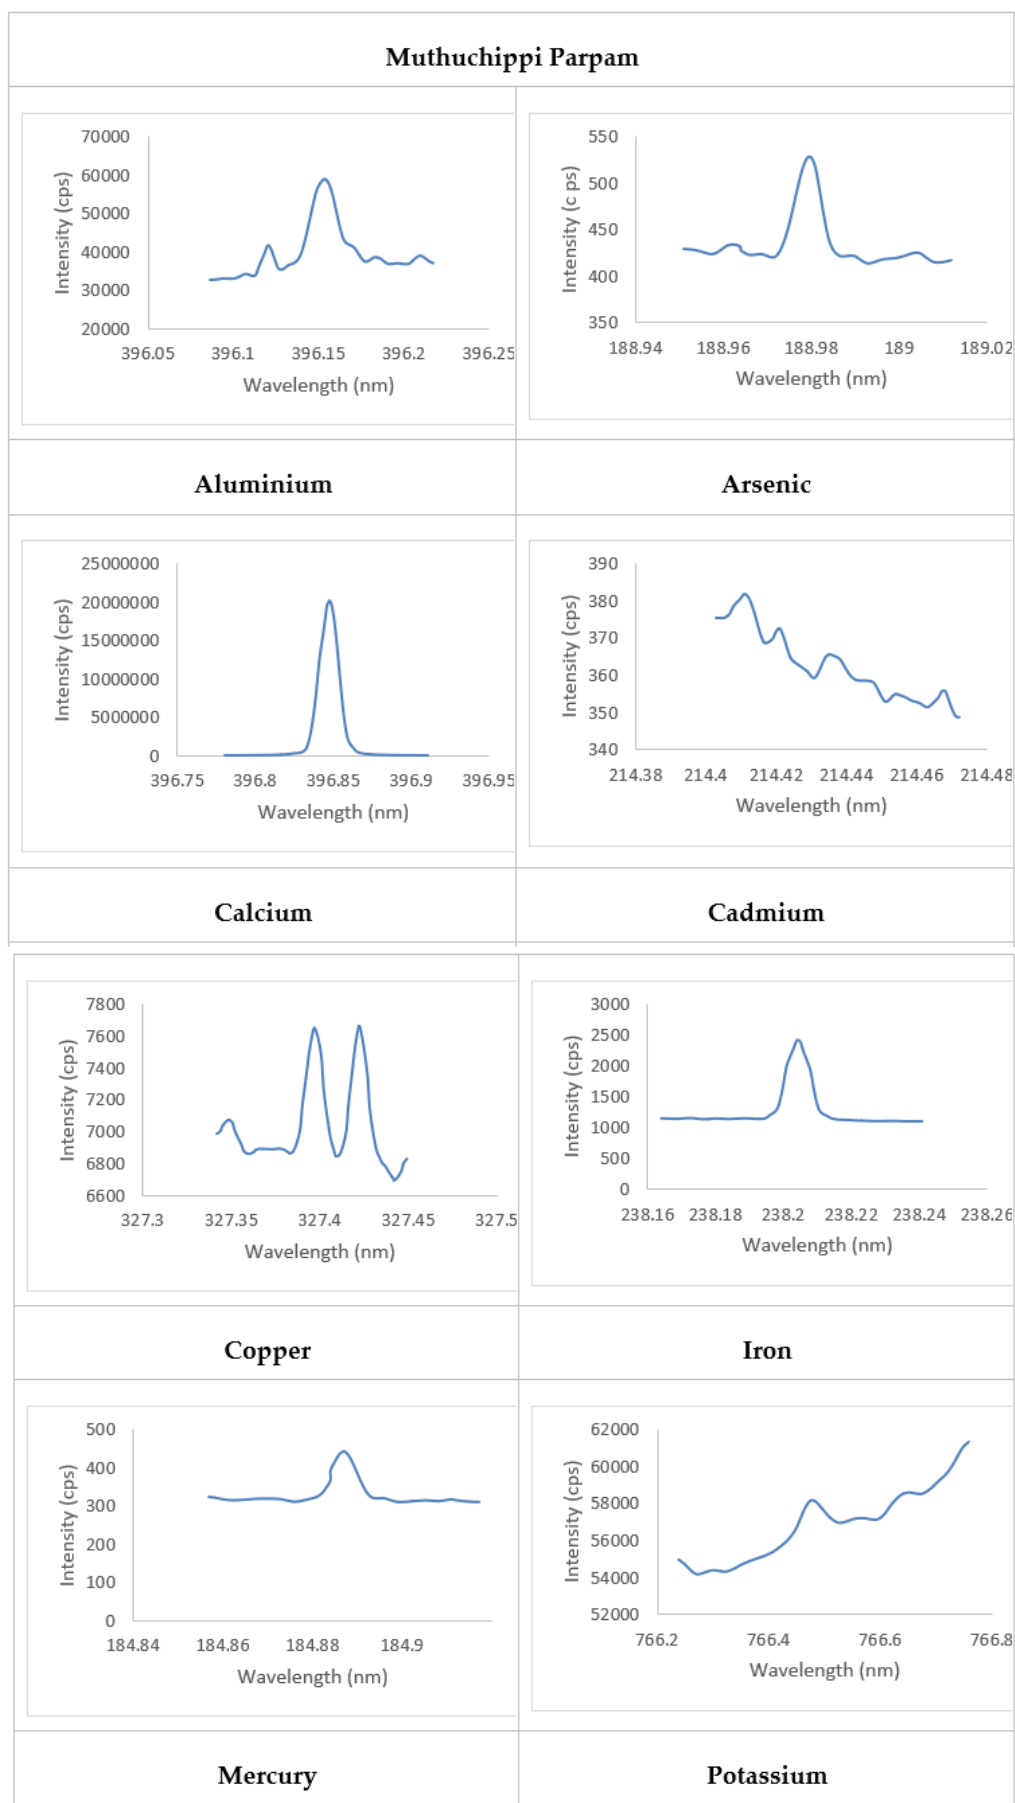 Muthuchippi Parpam
70000
60000
50000
40000
30000
20000
Intensity (cps)
396.05 396.1 396.15 396.2 396.25
Wavelength (nm)
550
500
450
400
350
Intensity (c ps)
188.94 188.96 188.98 189 189.02
Wavelength (nm)
Aluminium
Arsenic
25000000
20000000
15000000
10000000
5000000
0
Intensity (cps)
396.75 396.8 396.85 396.9 396.95
Wavelength (nm)
390
380
370
360
350
340
Intensity (cps)
214.38 214.4 214.42 214.44 214.46 214.48
Wavelength (nm)
Calcium
Cadmium
7800
7600
7400
7200
7000
6800
6600
Intensity (cps)
327.3 327.35 327.4 327.45 327.5
Wavelength (nm)
3000
2500
2000
1500
1000
500
0
Intensity (cps)
238.16 238.18 238.2 238.22 238.24 238.26
Wavelength (nm)
Copper
Iron
500
400
300
200
100
0
Intensity (cps)
184.84 184.86 184.88 184.9
Wavelength (nm)
62000
60000
58000
56000
54000
52000
Intensity (cps)
766.2 766.4 766.6 766.8
Wavelength (nm)
Mercury
Potassium